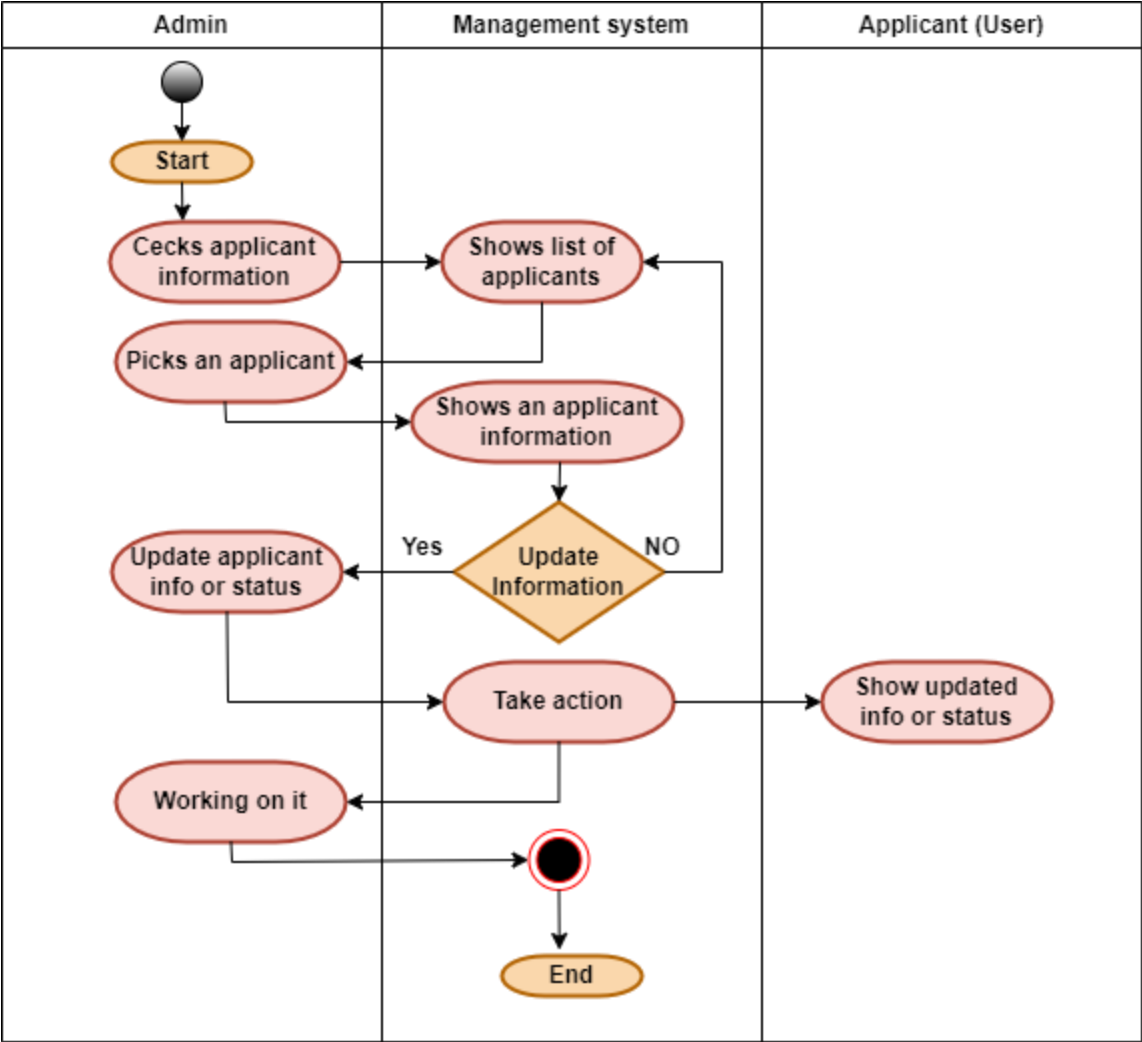 Admin
Management system
Applicant (User)
Start
Cecks applicant
information
Shows list of
applicants
Picks an applicant
Shows an applicant
information
Yes
Update
Information
NO
Update applicant
info or status
Take action
Show updated
info or status
Working on it
End